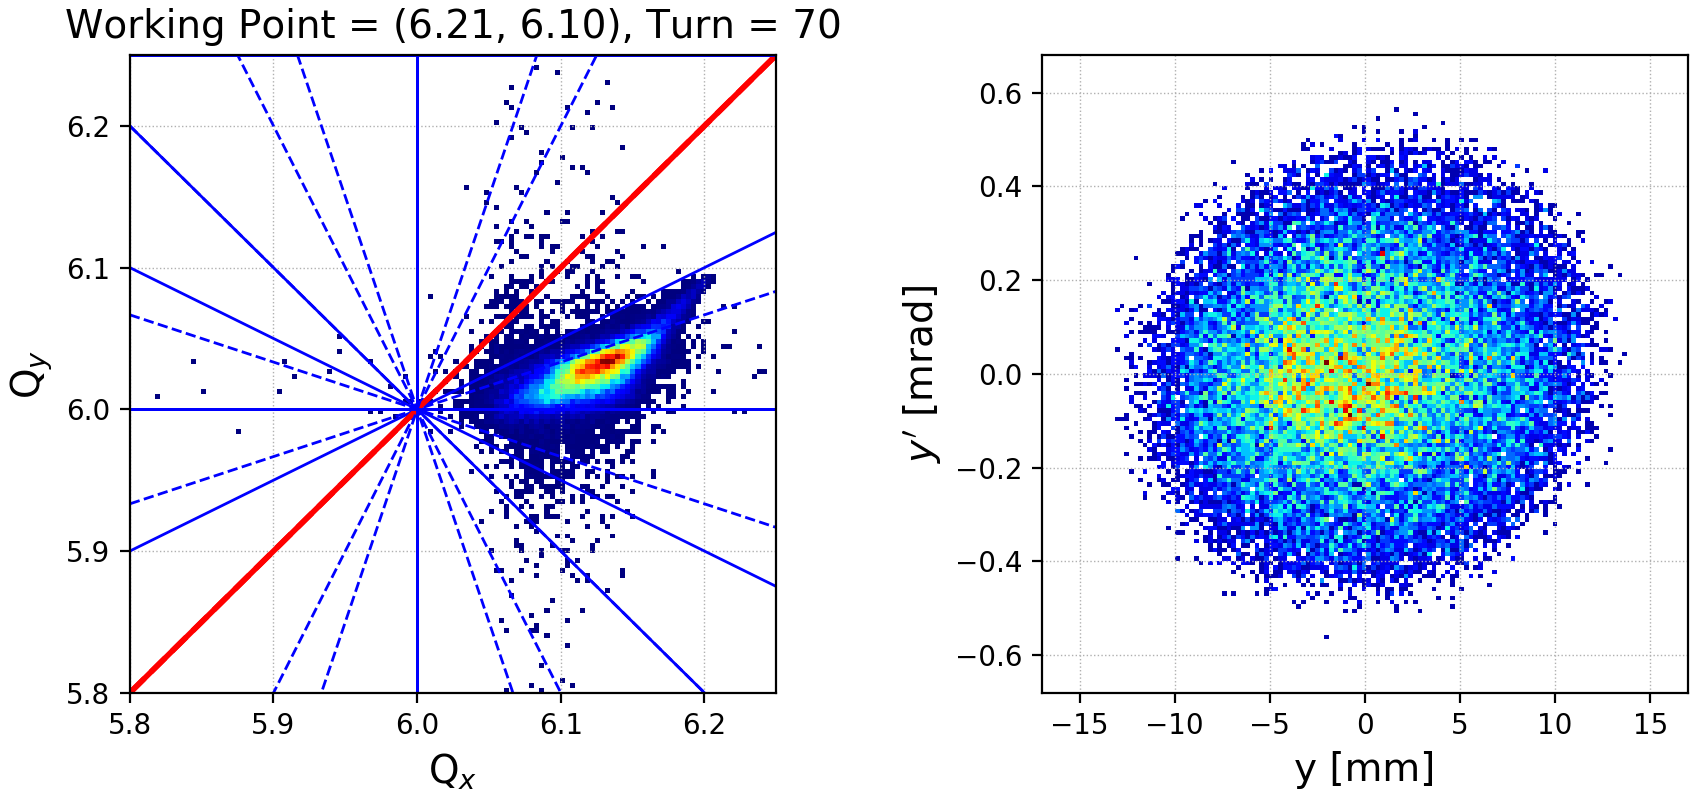 Working Point = (6.21, 6.10), Turn = 70
6.2
6.1
6.0
5.9
5.8
Q_y
5.8 5.9 6.0 6.1 6.2
Q_x
0.6
0.4
0.2
0.0
−0.2
−0.4
−0.6
y′ [mrad]
−15 −10 −5 0 5 10 15
y [mm]